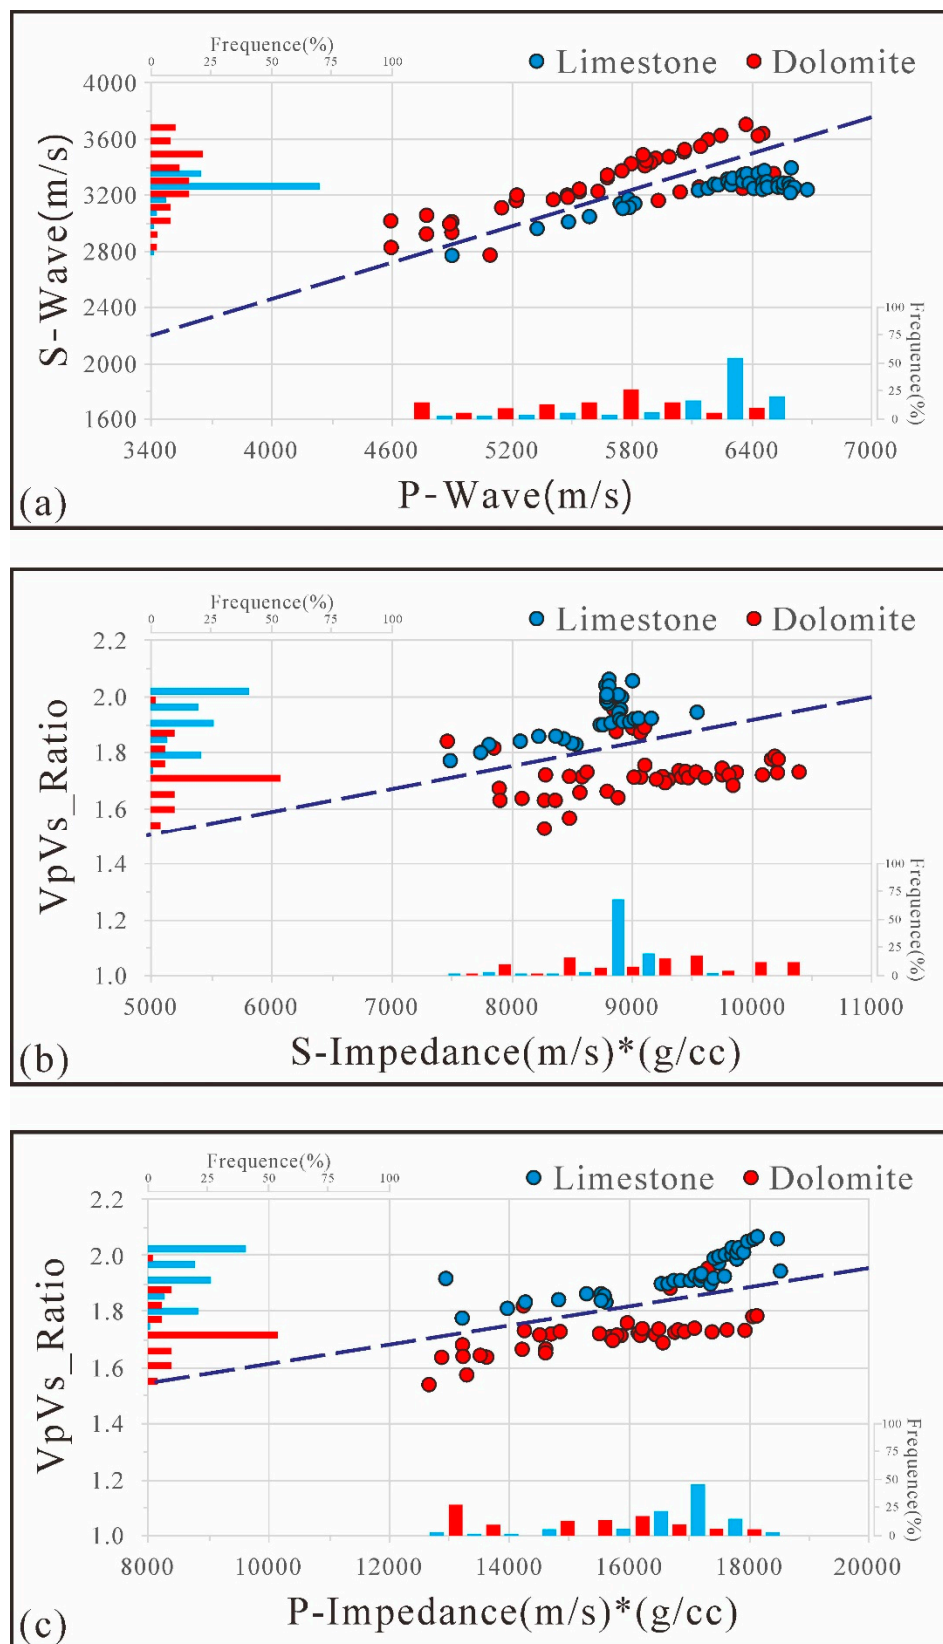 Frequence(%)
0 25 50 75 100
Limestone Dolomite
4000
3600
3200
2800
2400
2000
1600
S-Wave(m/s)
100
75
50
25
0
Frequence(%)
3400 4000 4600 5200 5800 6400 7000
(a) P-Wave(m/s)
Frequence(%)
0 25 50 75 100
Limestone Dolomite
2.2
2.0
1.8
1.6
1.4
1.2
1.0
VpVs_Ratio
100
75
50
25
0
Frequence(%)
5000 6000 7000 8000 9000 10000 11000
(b) S-Impedance(m/s)*(g/cc)
Frequence(%)
0 25 50 75 100
Limestone Dolomite
2.2
2.0
1.8
1.6
1.4
1.2
1.0
VpVs_Ratio
100
75
50
25
0
Frequence(%)
8000 10000 12000 14000 16000 18000 20000
(c) P-Impedance(m/s)*(g/cc)